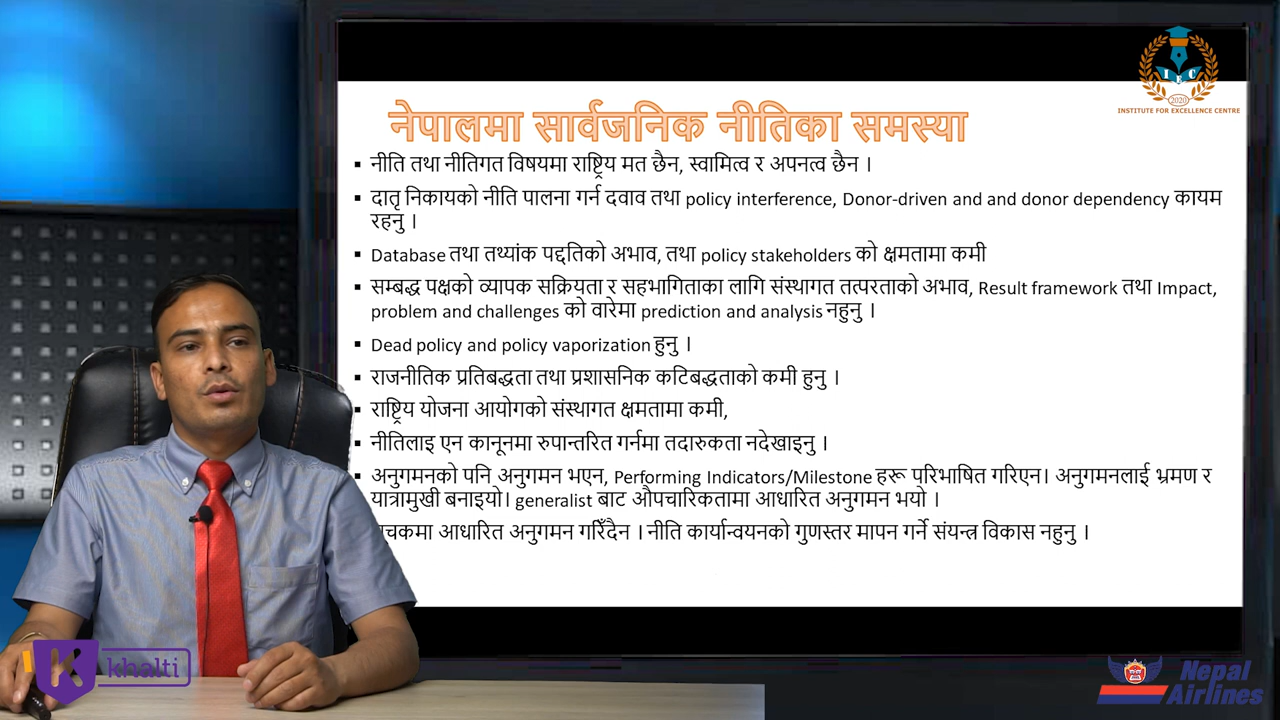 I E C
2020
INSTITUTE FOR EXCELLENCE CENTRE
नेपालमा सार्वजनिक नीतिका समस्या
▪ नीति तथा नीतिगत विषयमा राष्ट्रिय मत छैन, स्वामित्व र अपनत्व छैन ।
▪ दातृ निकायको नीति पालना गर्न दवाव तथा policy interference, Donor-driven and and donor dependency कायम
रहनु ।
▪ Database तथा तथ्यांक पद्दतिको अभाव, तथा policy stakeholders को क्षमतामा कमी
▪ सम्बद्ध पक्षको व्यापक सक्रियता र सहभागिताका लागि संस्थागत तत्परताको अभाव, Result framework तथा Impact,
problem and challenges को वारेमा prediction and analysis नहुनु ।
▪ Dead policy and policy vaporization हुनु ।
▪ राजनीतिक प्रतिबद्धता तथा प्रशासनिक कटिबद्धताको कमी हुनु ।
▪ राष्ट्रिय योजना आयोगको संस्थागत क्षमतामा कमी,
▪ नीतिलाइ एन कानूनमा रुपान्तरित गर्नमा तदारुकता नदेखाइनु ।
▪ अनुगमनको पनि अनुगमन भएन, Performing Indicators/Milestone हरू परिभाषित गरिएन। अनुगमनलाई भ्रमण र
यात्रामुखी बनाइयो। generalist बाट औपचारिकतामा आधारित अनुगमन भयो ।
आधारित अनुगमन गरिँदैन । नीति कार्यान्वयनको गुणस्तर मापन गर्ने संयन्त्र विकास नहुनु ।
khalti
Nepal
Airlines